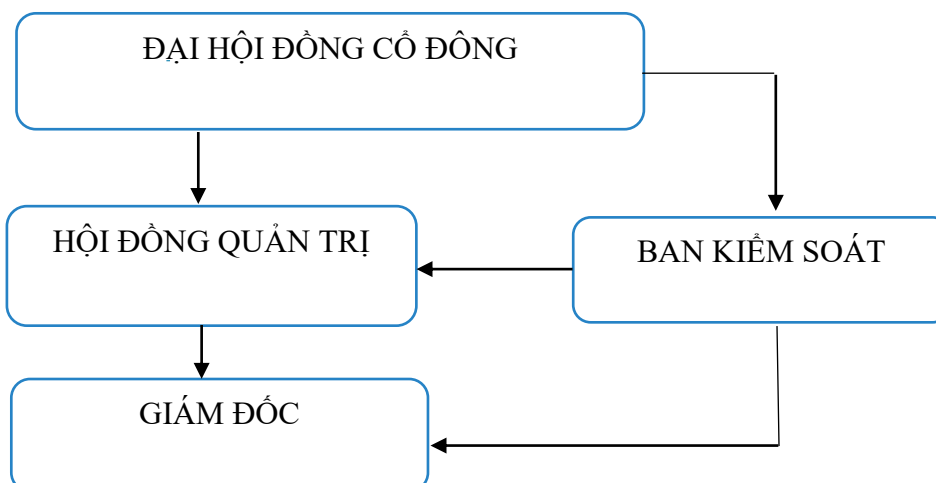 ĐẠI HỘI ĐỒNG CỔ ĐÔNG
HỘI ĐỒNG QUẢN TRỊ
BAN KIỂM SOÁT
GIÁM ĐỐC